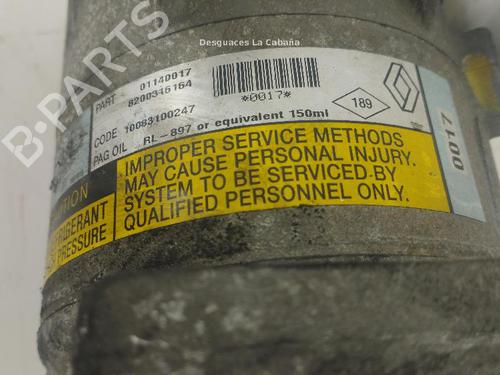 Desguaces La Cabaña
B-PARTS
PART 01140017
8200316164
*0017*
189
CODE 10083100247
PAG OIL RL-897 or equivalent 150ml
0017
IMPROPER SERVICE METHODS
MAY CAUSE PERSONAL INJURY.
SYSTEM TO BE SERVICED BY
QUALIFIED PERSONNEL ONLY.
PRESSURE